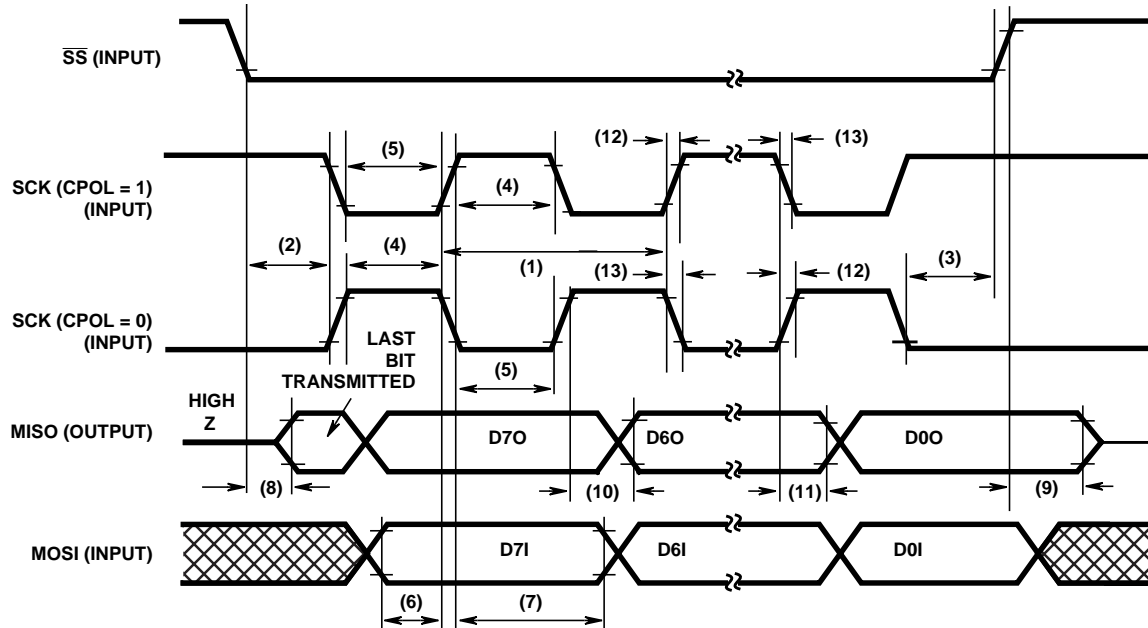 SS (INPUT)
(12)
(13)
(5)
SCK (CPOL = 1)
(INPUT)
(4)
(2)
(4)
(1)
(13)
(12)
(3)
SCK (CPOL = 0)
(INPUT)
LAST
BIT
TRANSMITTED
(5)
HIGH
Z
MISO (OUTPUT)
D7O
D6O
D0O
(8)
(10)
(11)
(9)
MOSI (INPUT)
D7I
D6I
D0I
(6)
(7)